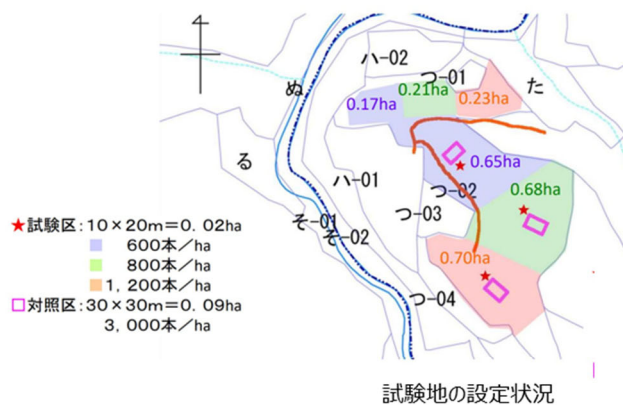 4
ハ-02
つ-01
た
ぬ
0.17ha
0.21ha
0.23ha
る
ハ-01
0.65ha
つ-02
0.68ha
つ-03
そ-01
そ-02
0.70ha
つ-04
★試験区:10×20m=0.02ha
600本/ha
800本/ha
1,200本/ha
対照区:30×30m=0.09ha
3,000本/ha
試験地の設定状況